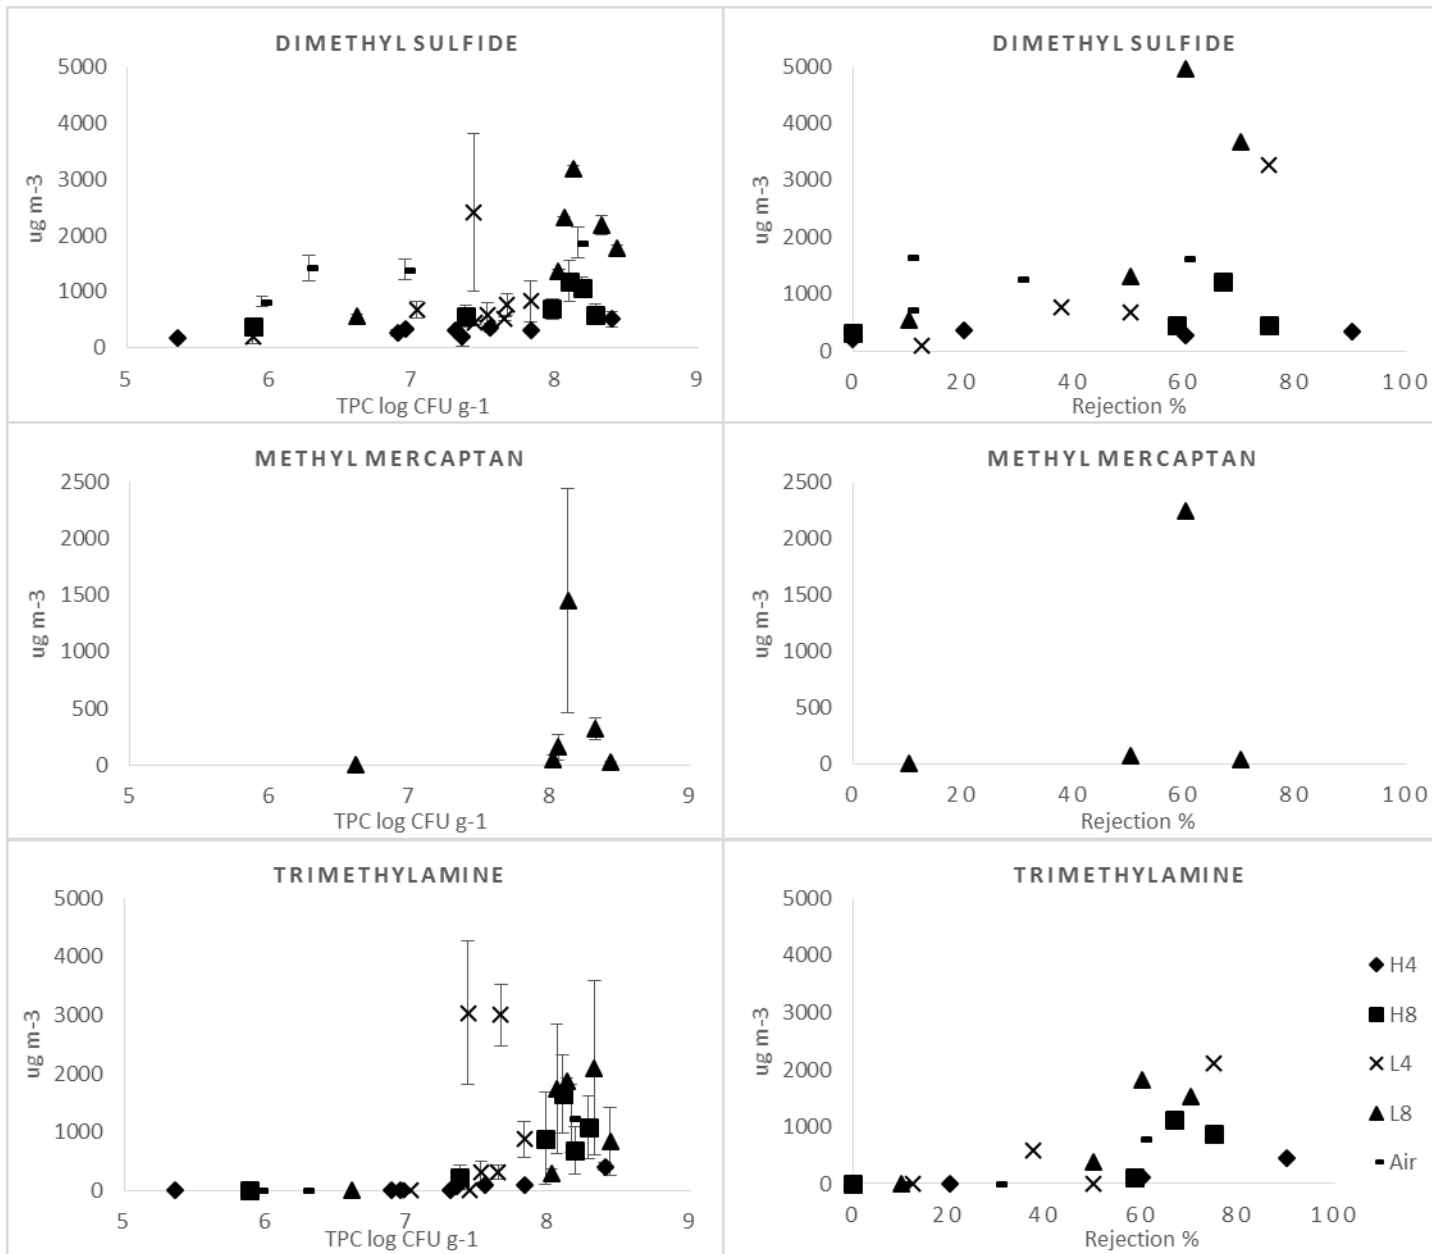 DIMETHYL SULFIDE
5000
4000
3000
2000
1000
0
ug m-3
5 6 7 8 9
TPC log CFU g-1
DIMETHYL SULFIDE
5000
4000
3000
2000
1000
0
ug m-3
0 20 40 60 80 100
Rejection %
METHYL MERCAPTAN
2500
2000
1500
1000
500
0
ug m-3
5 6 7 8 9
TPC log CFU g-1
METHYL MERCAPTAN
2500
2000
1500
1000
500
0
ug m-3
0 20 40 60 80 100
Rejection %
TRIMETHYLAMINE
5000
4000
3000
2000
1000
0
ug m-3
5 6 7 8 9
TPC log CFU g-1
TRIMETHYLAMINE
5000
4000
3000
2000
1000
0
ug m-3
0 20 40 60 80 100
Rejection %
H4
H8
L4
L8
Air